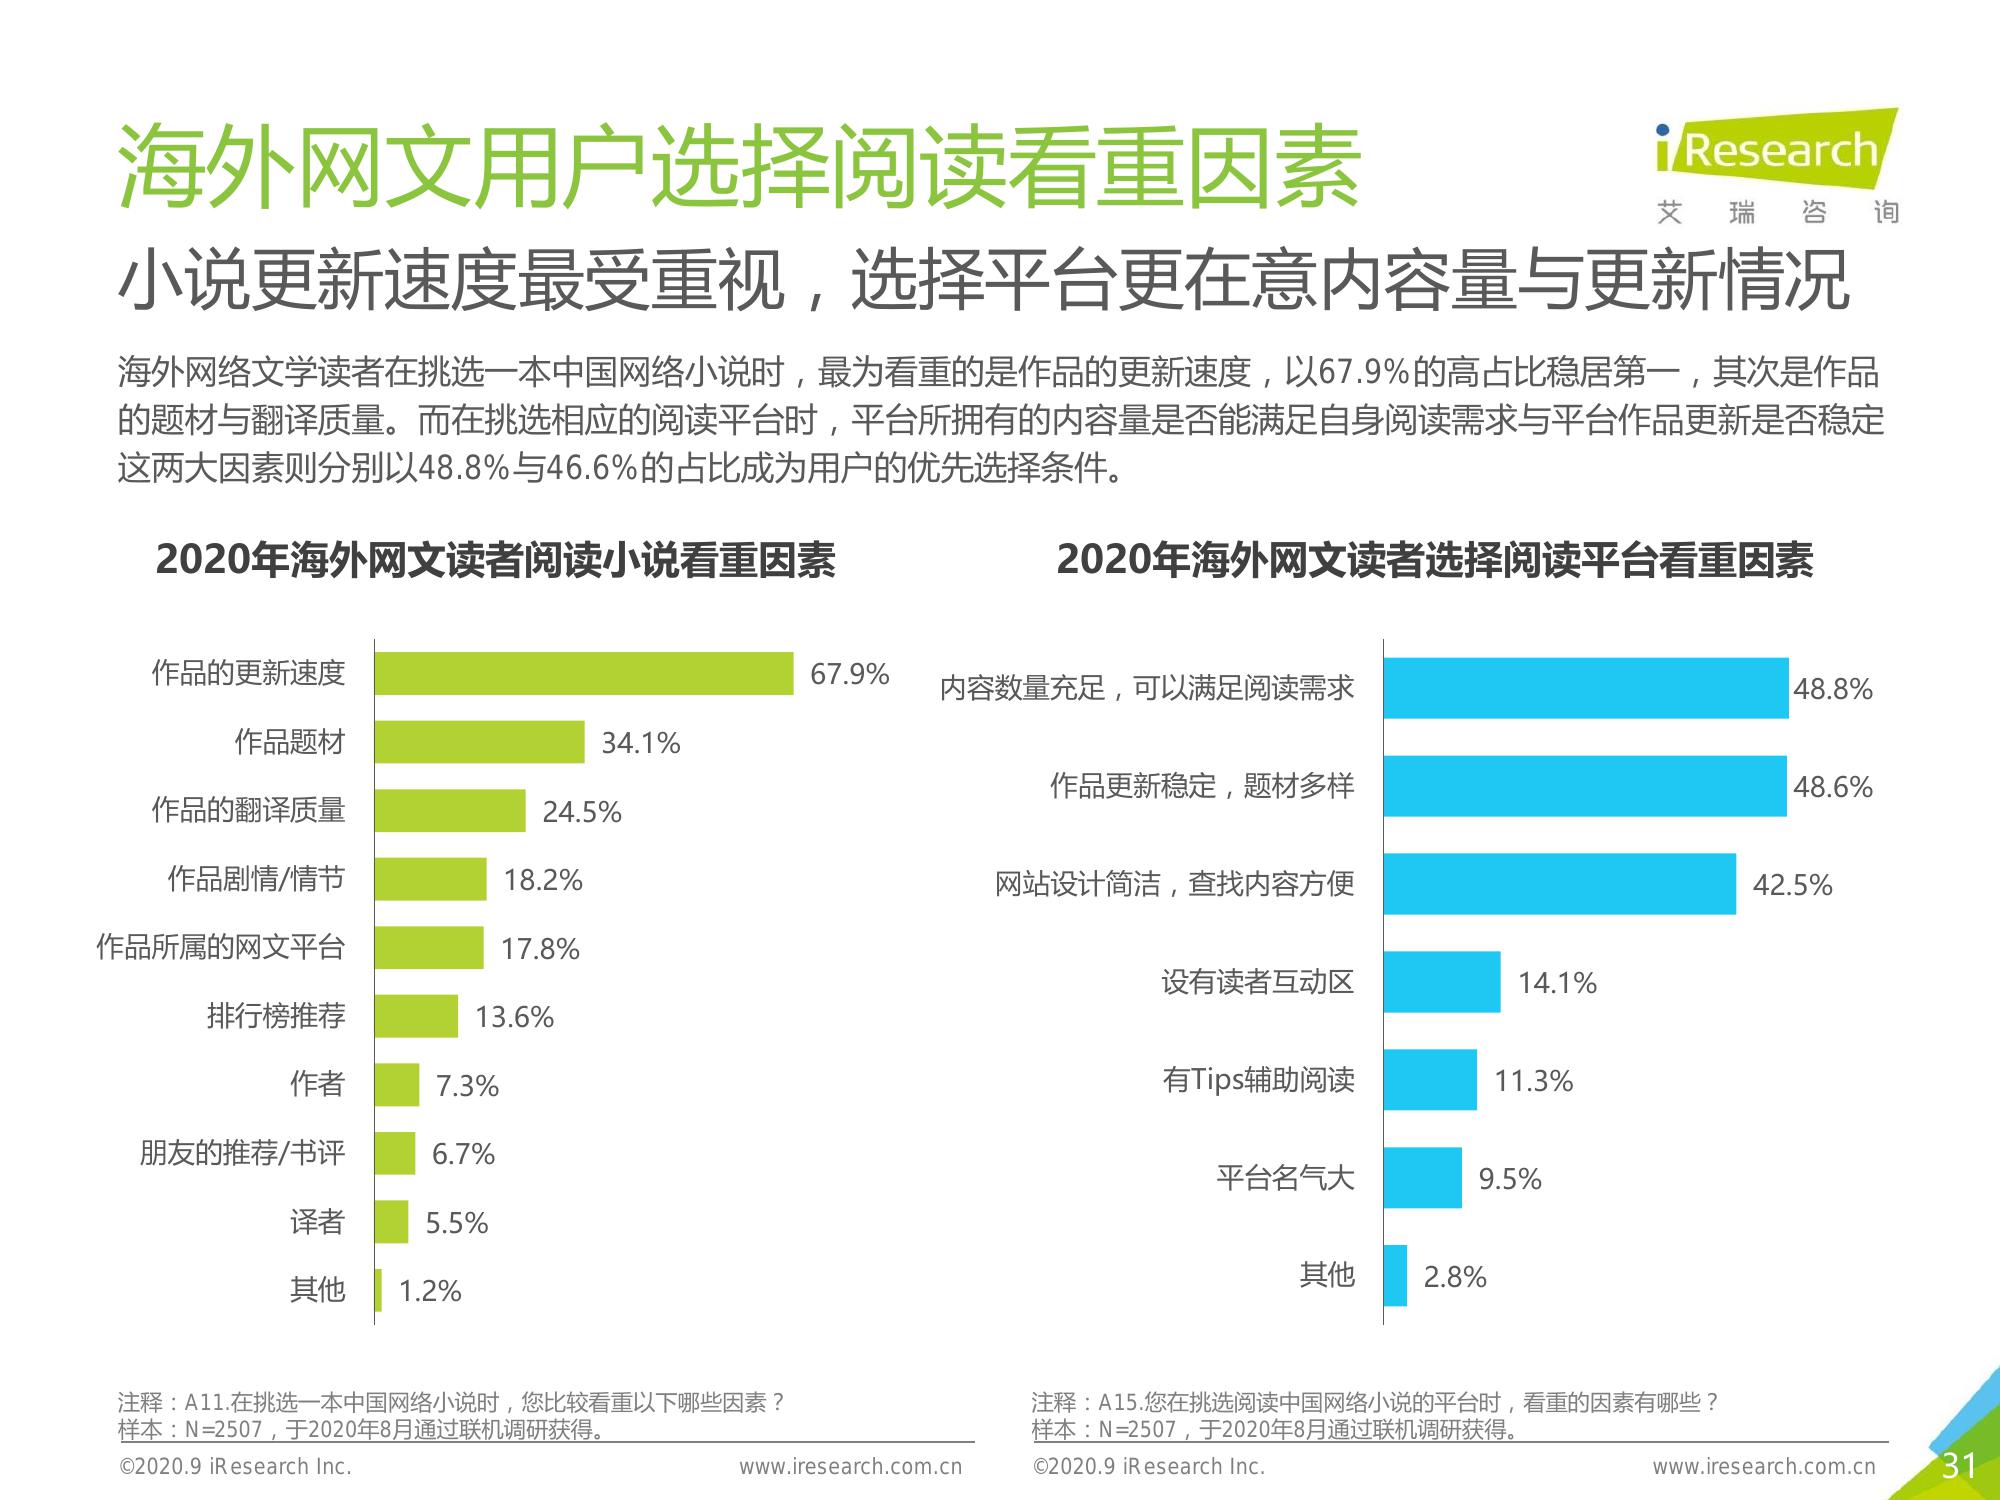 海外网文用户选择阅读看重因素
iResearch
艾瑞咨询
小说更新速度最受重视，选择平台更在意内容量与更新情况
海外网络文学读者在挑选一本中国网络小说时，最为看重的是作品的更新速度，以67.9%的高占比稳居第一，其次是作品
的题材与翻译质量。而在挑选相应的阅读平台时，平台所拥有的内容量是否能满足自身阅读需求与平台作品更新是否稳定
这两大因素则分别以48.8%与46.6%的占比成为用户的优先选择条件。
2020年海外网文读者阅读小说看重因素
作品的更新速度 67.9%
作品题材 34.1%
作品的翻译质量 24.5%
作品剧情/情节 18.2%
作品所属的网文平台 17.8%
排行榜推荐 13.6%
作者 7.3%
朋友的推荐/书评 6.7%
译者 5.5%
其他 1.2%
注释：A11.在挑选一本中国网络小说时，您比较看重以下哪些因素？
样本：N=2507，于2020年8月通过联机调研获得。
©2020.9 iResearch Inc. www.iresearch.com.cn
2020年海外网文读者选择阅读平台看重因素
内容数量充足，可以满足阅读需求 48.8%
作品更新稳定，题材多样 48.6%
网站设计简洁，查找内容方便 42.5%
设有读者互动区 14.1%
有Tips辅助阅读 11.3%
平台名气大 9.5%
其他 2.8%
注释：A15.您在挑选阅读中国网络小说的平台时，看重的因素有哪些？
样本：N=2507，于2020年8月通过联机调研获得。
©2020.9 iResearch Inc. www.iresearch.com.cn
31